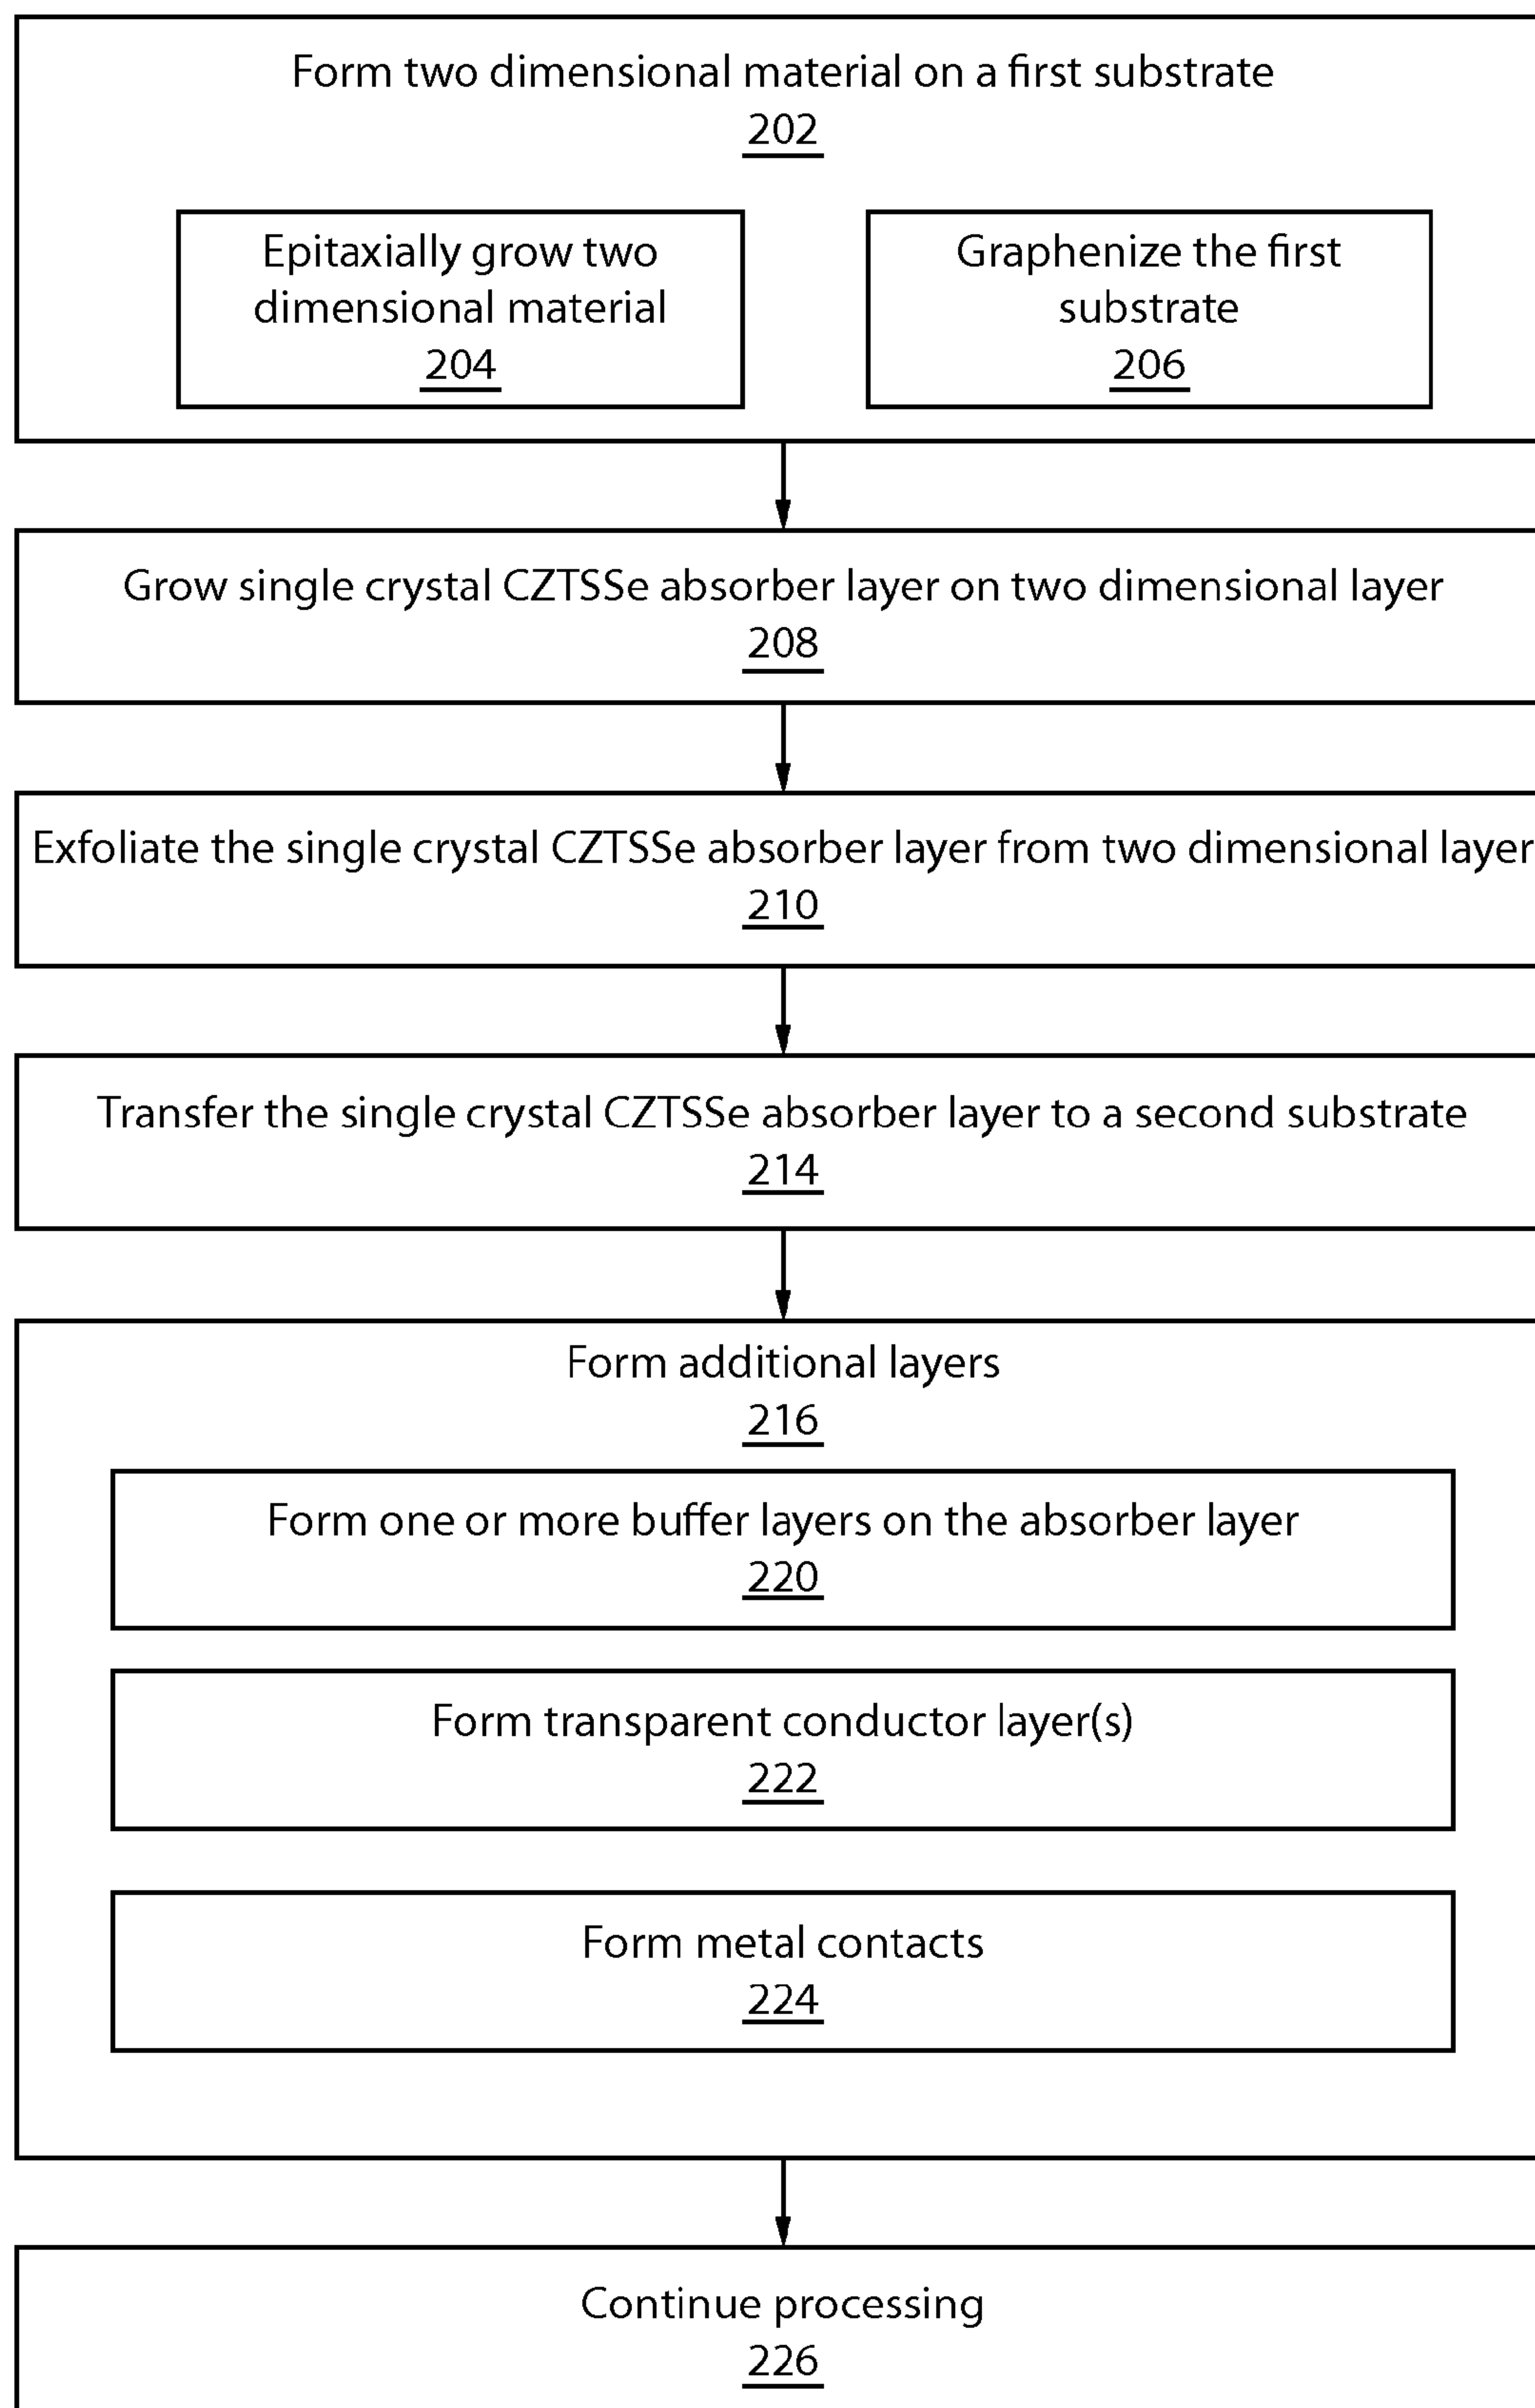 Form two dimensional material on a first substrate
202
Epitaxially grow two
dimensional material
204
Graphenize the first
substrate
206
Grow single crystal CZTSSe absorber layer on two dimensional layer
208
Exfoliate the single crystal CZTSSe absorber layer from two dimensional layer
210
Transfer the single crystal CZTSSe absorber layer to a second substrate
214
Form additional layers
216
Form one or more buffer layers on the absorber layer
220
Form transparent conductor layer(s)
222
Form metal contacts
224
Continue processing
226